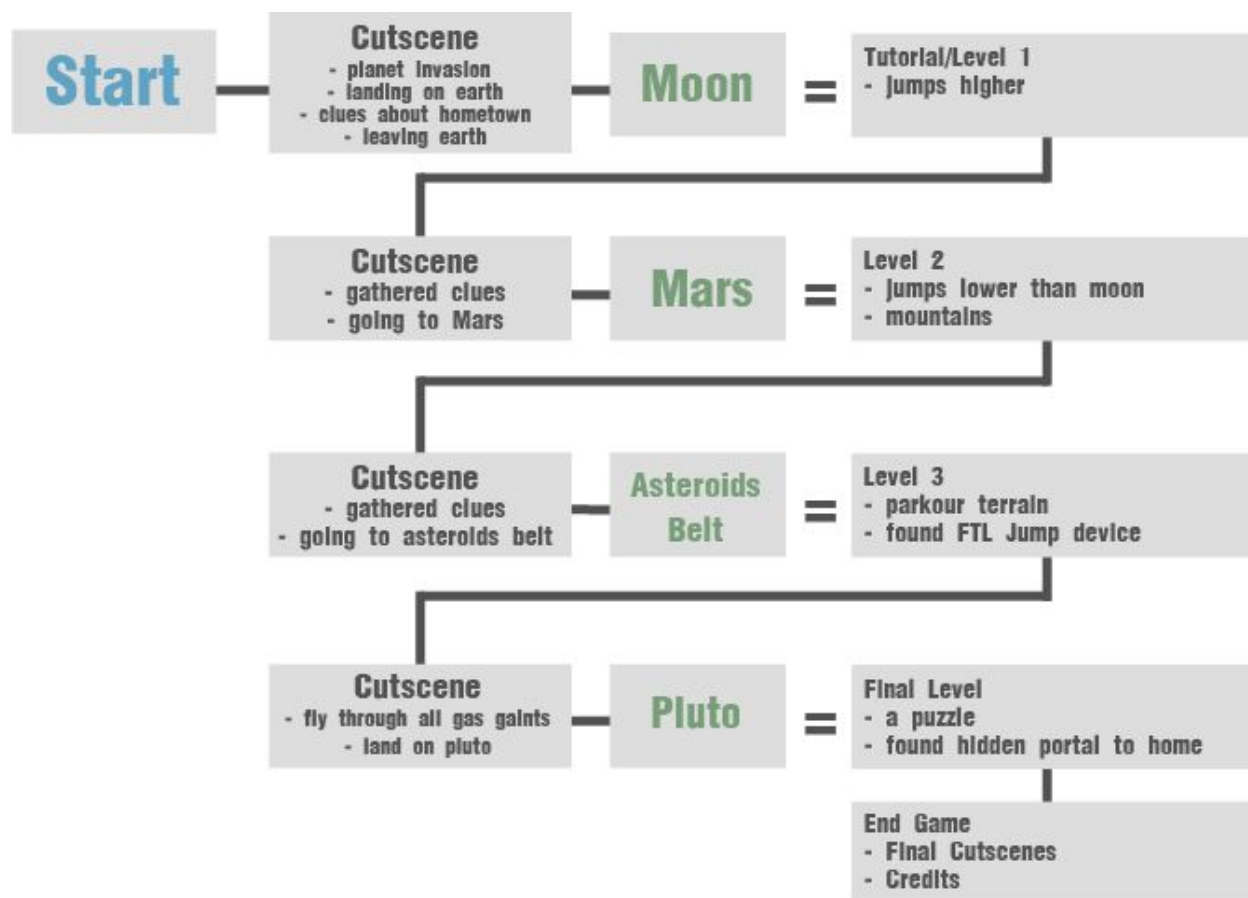 Start
Cutscene
- planet invasion
- landing on earth
- clues about hometown
- leaving earth
Moon
=
Tutorial/Level 1
- jumps higher
Cutscene
- gathered clues
- going to Mars
Mars
=
Level 2
- jumps lower than moon
- mountains
Cutscene
- gathered clues
- going to asteroids belt
Asteroids
Belt
=
Level 3
- parkour terrain
- found FTL Jump device
Cutscene
- fly through all gas gaints
- land on pluto
Pluto
=
Final Level
- a puzzle
- found hidden portal to home
End Game
- Final Cutscenes
- Credits